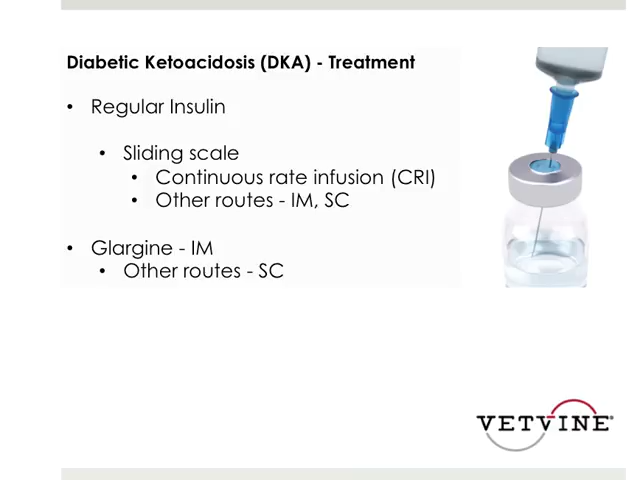 Diabetic Ketoacidosis (DKA) - Treatment
• Regular Insulin
• Sliding scale
• Continuous rate infusion (CRI)
• Other routes - IM, SC
• Glargine - IM
• Other routes - SC
VETVINE®